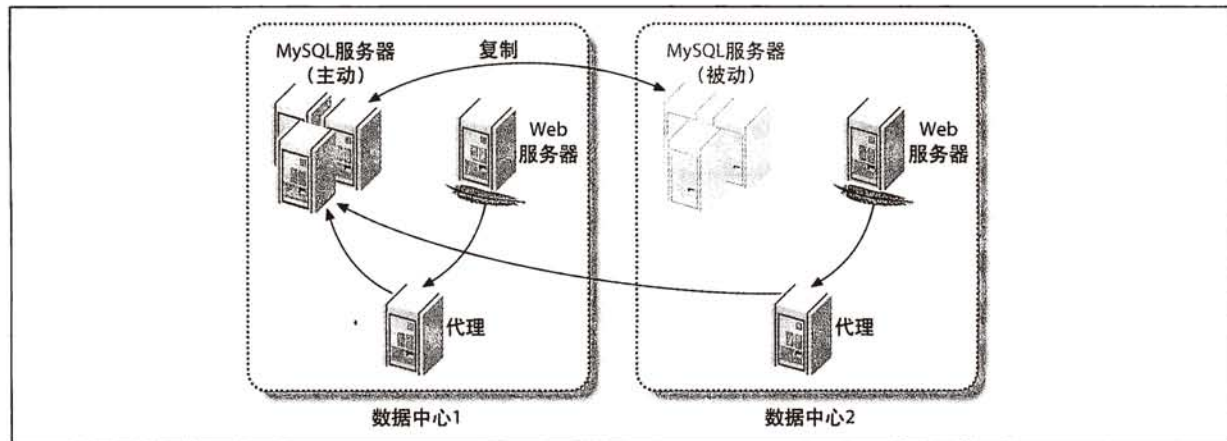 MySQL服务器
（主动）
复制
Web
服务器
代理
数据中心1
MySQL服务器
（被动）
Web
服务器
代理
数据中心2